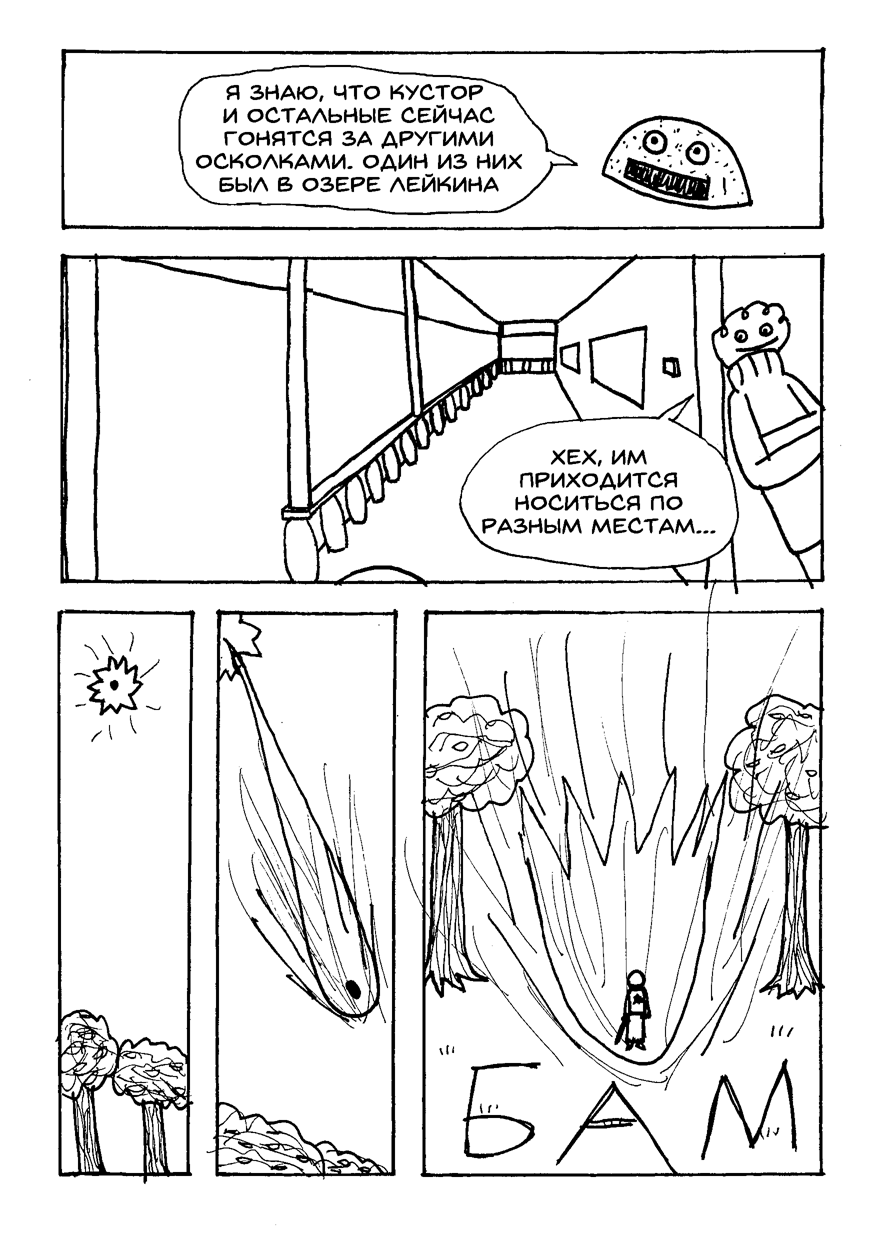 Я ЗНАЮ, ЧТО КУСТОР
И ОСТАЛЬНЫЕ СЕЙЧАС
ГОНЯТСЯ ЗА ДРУГИМИ
ОСКОЛКАМИ. ОДИН ИЗ НИХ
БЫЛ В ОЗЕРЕ ЛЕЙКИНА
ХЕХ, ИМ
ПРИХОДИТСЯ
НОСИТЬСЯ ПО
РАЗНЫМ МЕСТАМ...
БАМ